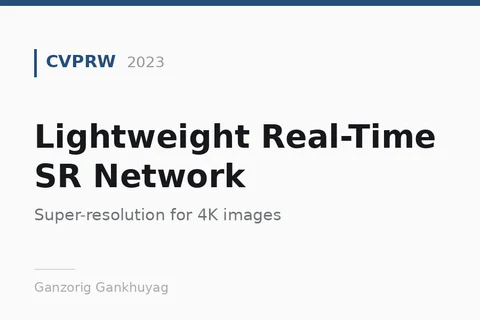 CVPRW 2023
Lightweight Real-Time
SR Network
Super-resolution for 4K images
Ganzorig Gankhuyag